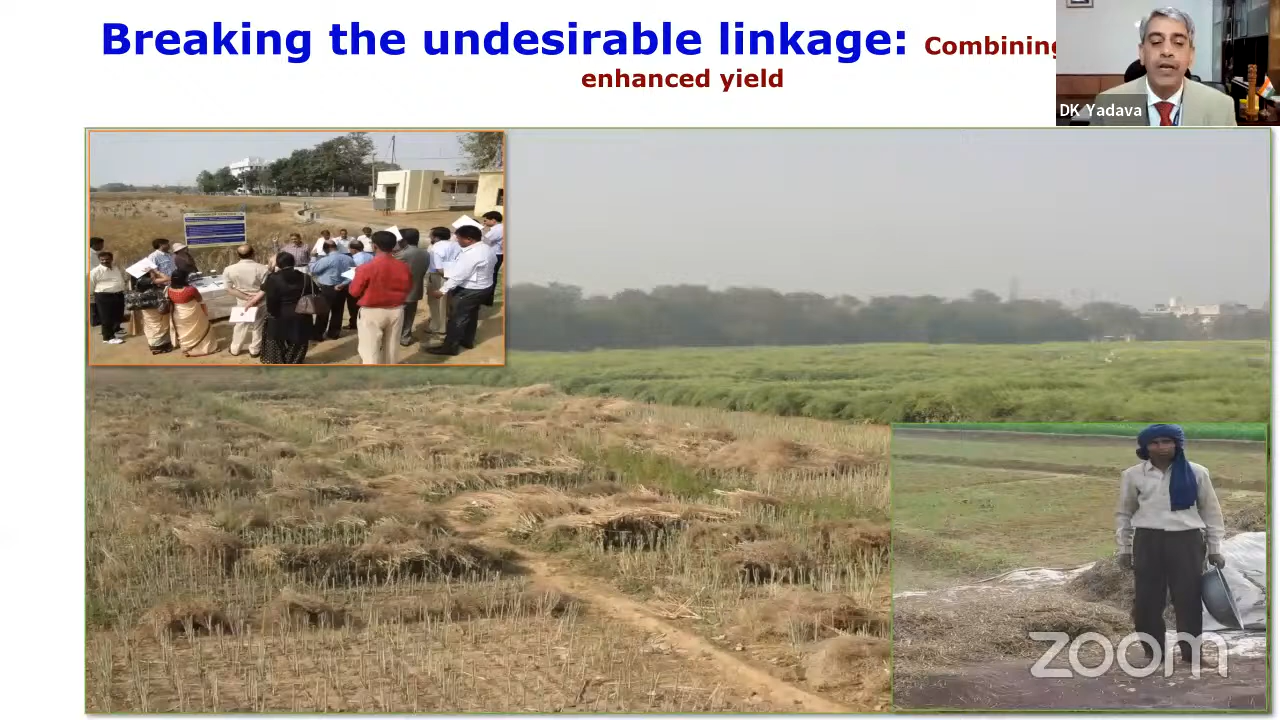 Breaking the undesirable linkage: Combining
enhanced yield
DK Yadava
zoom